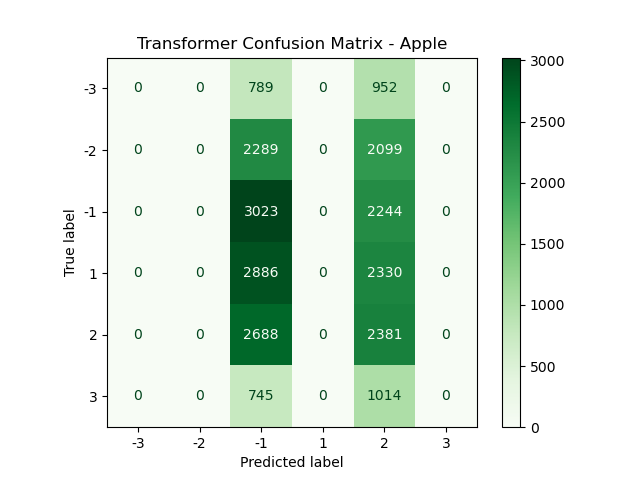 Transformer Confusion Matrix - Apple
True label
-3 0 0 789 0 952 0
-2 0 0 2289 0 2099 0
-1 0 0 3023 0 2244 0
1 0 0 2886 0 2330 0
2 0 0 2688 0 2381 0
3 0 0 745 0 1014 0
-3 -2 -1 1 2 3
Predicted label
3000
2500
2000
1500
1000
500
0